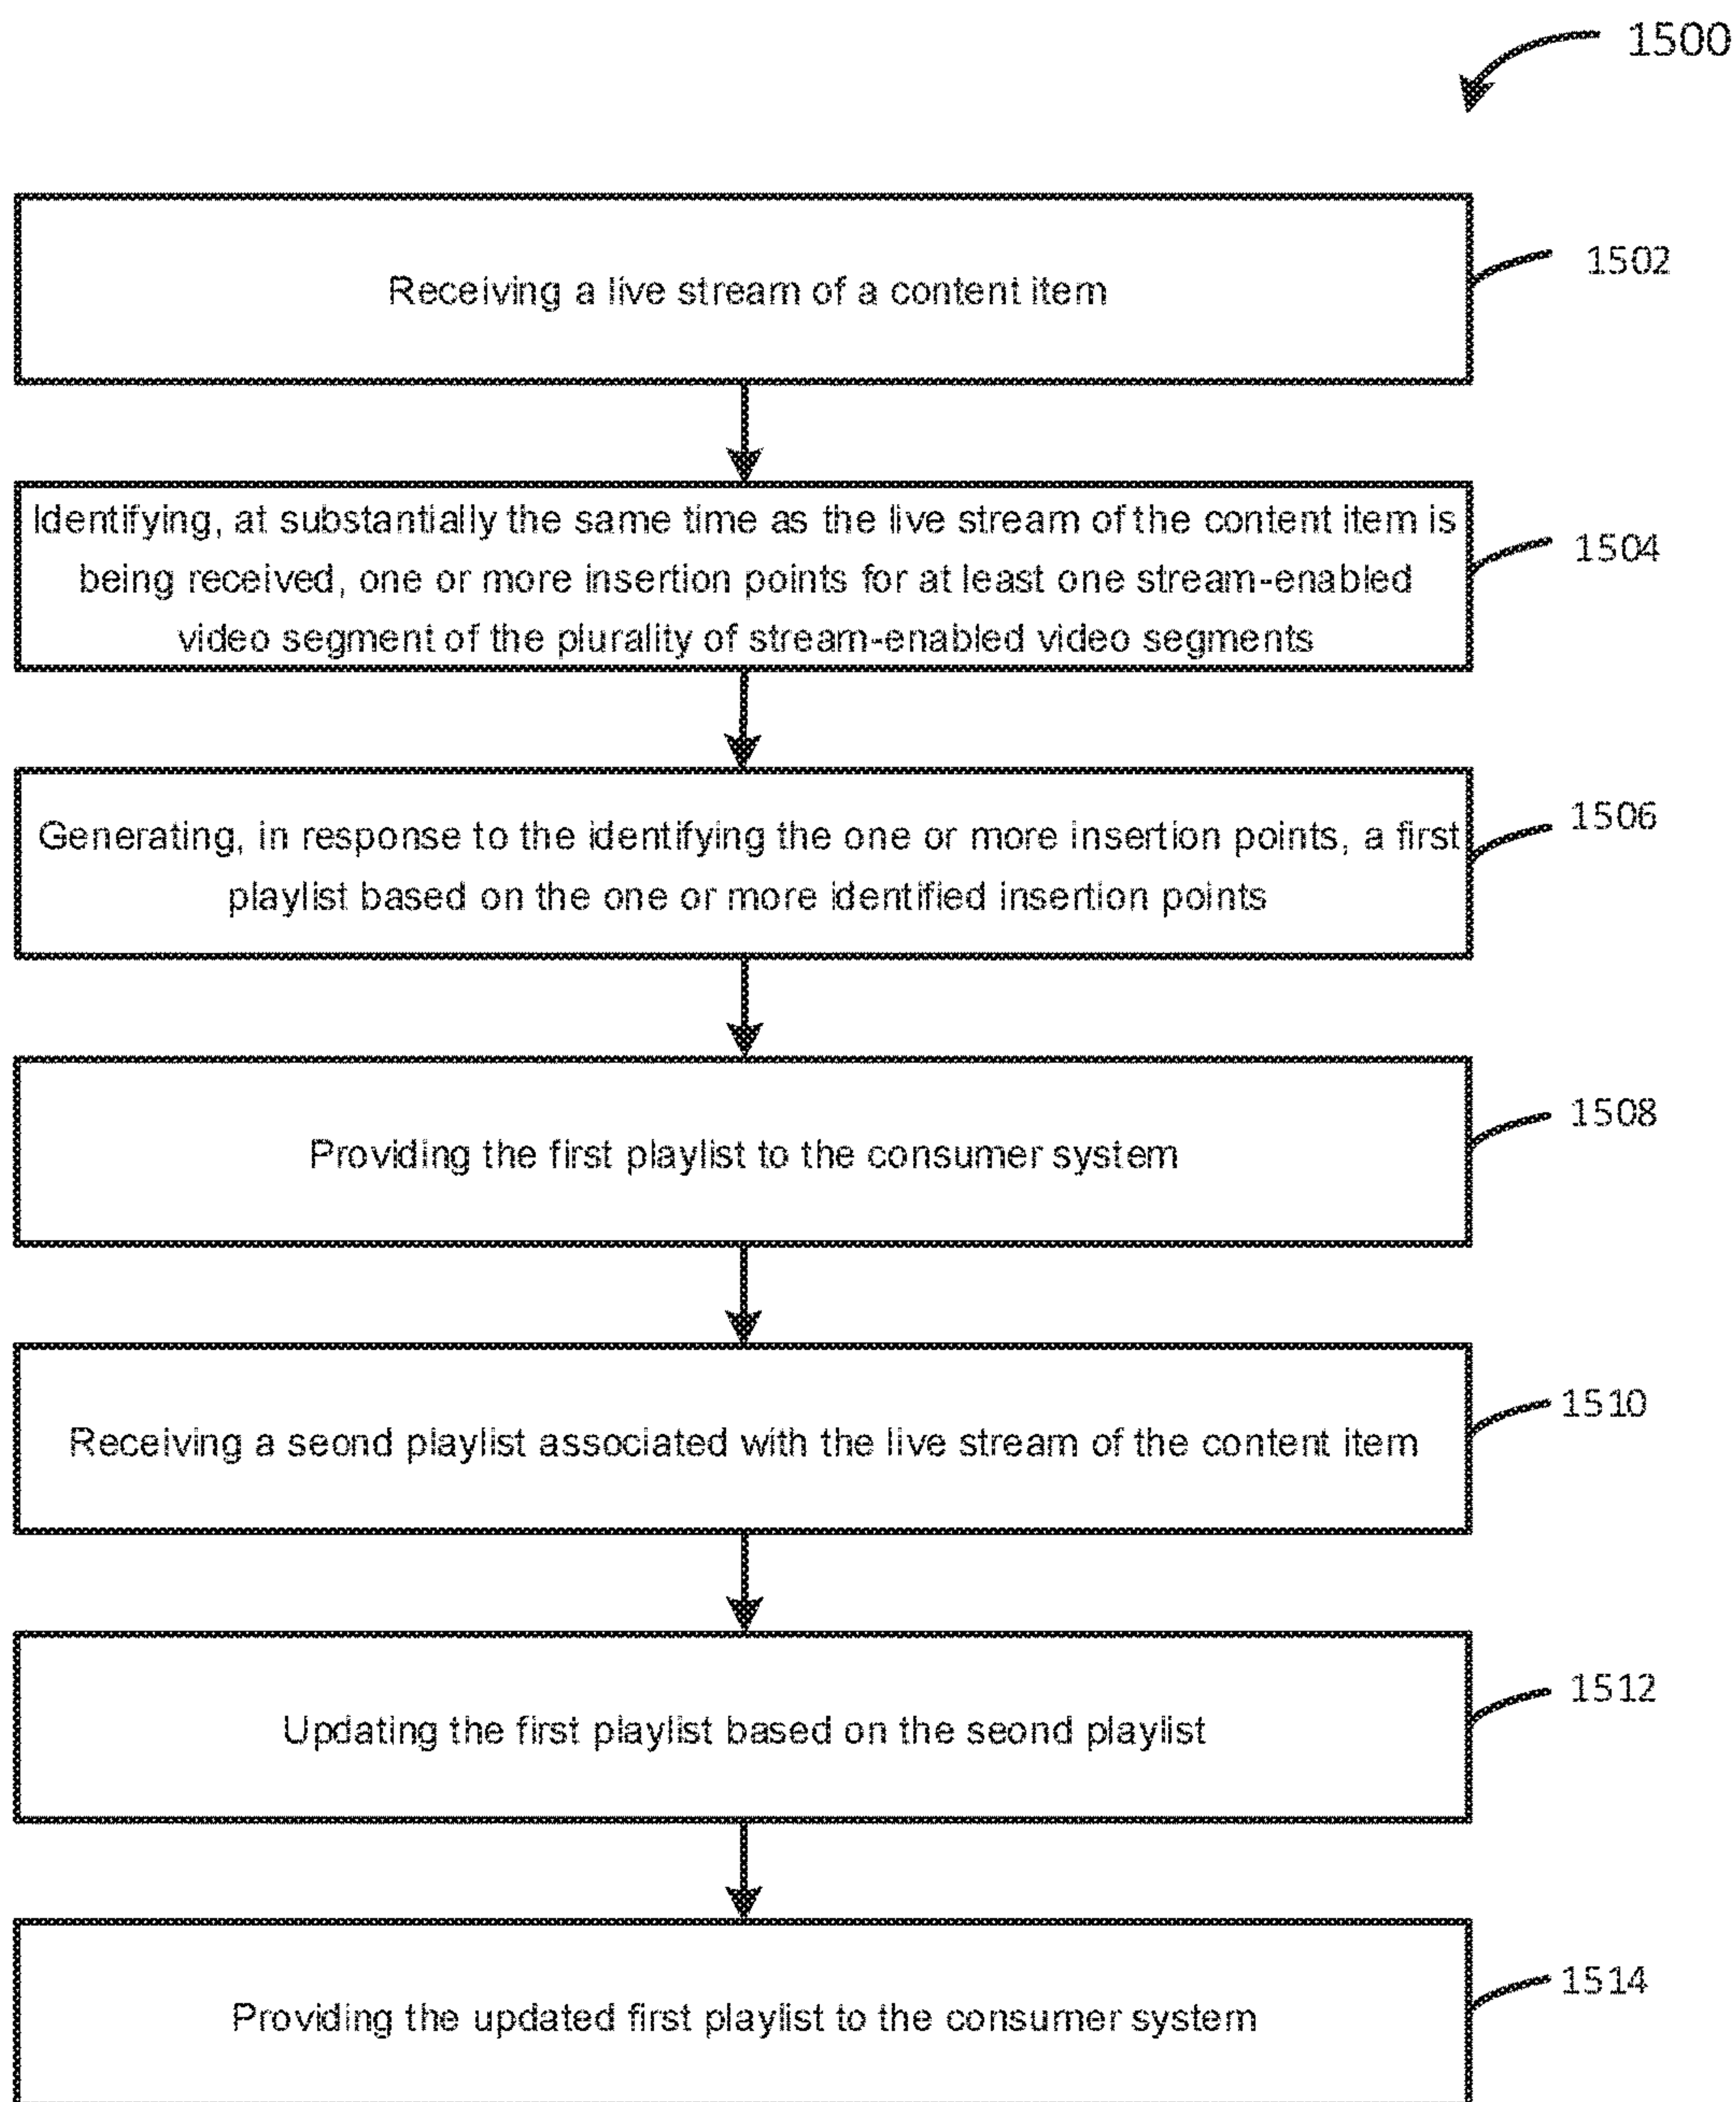 1500
Receiving a live stream of a content item
1502
Identifying, at substantially the same time as the live stream of the content item is
being received, one or more insertion points for at least one stream-enabled
video segment of the plurality of stream-enabled video segments
1504
Generating, in response to the identifying the one or more insertion points, a first
playlist based on the one or more identified insertion points
1506
Providing the first playlist to the consumer system
1508
Receiving a seond playlist associated with the live stream of the content item
1510
Updating the first playlist based on the seond playlist
1512
Providing the updated first playlist to the consumer system
1514